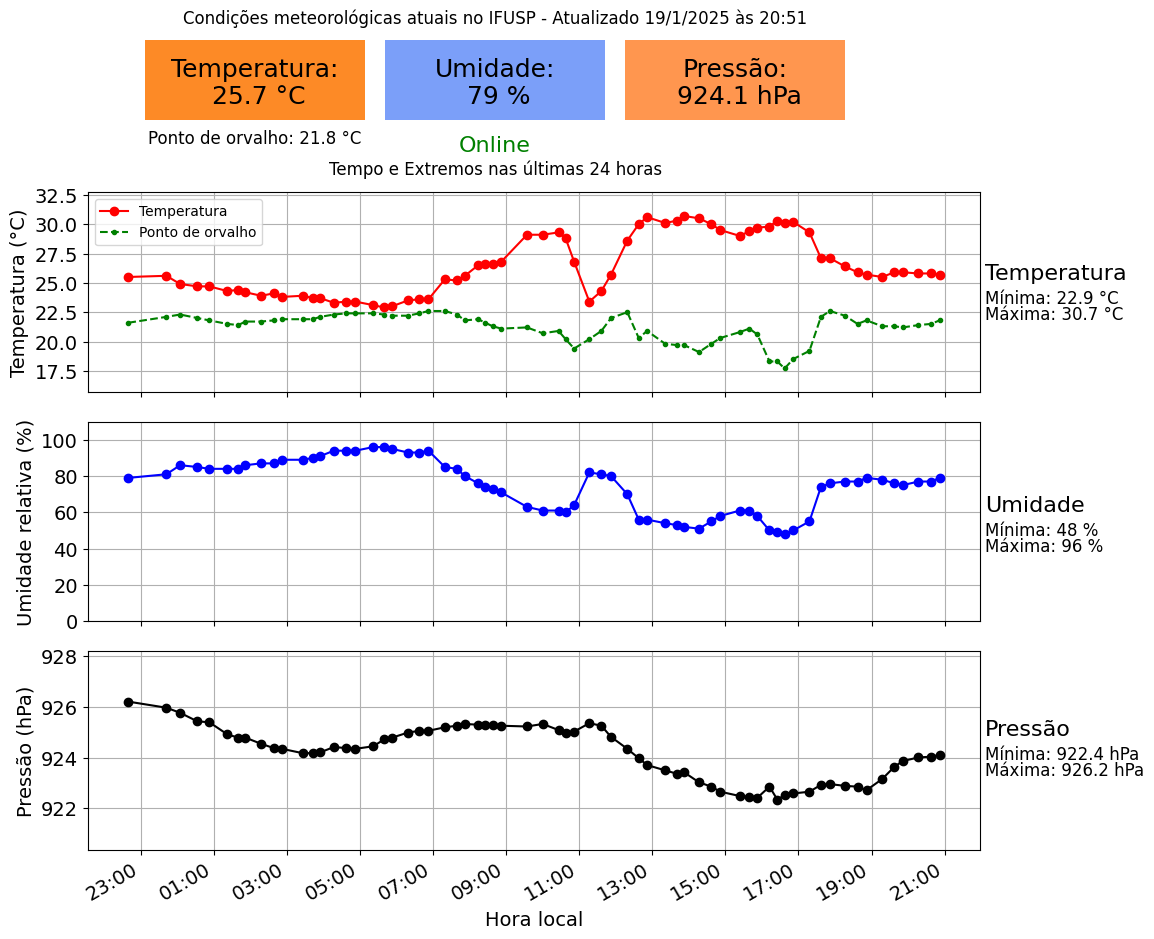 Condições meteorológicas atuais no IFUSP - Atualizado 19/1/2025 às 20:51
Temperatura:
25.7 °C
Umidade:
79 %
Pressão:
924.1 hPa
Ponto de orvalho: 21.8 °C
Online
Tempo e Extremos nas últimas 24 horas
Temperatura (°C)
32.5
30.0
27.5
25.0
22.5
20.0
17.5
Temperatura
Ponto de orvalho
Temperatura
Mínima: 22.9 °C
Máxima: 30.7 °C
Umidade relativa (%)
100
80
60
40
20
0
Umidade
Mínima: 48 %
Máxima: 96 %
Pressão (hPa)
928
926
924
922
Pressão
Mínima: 922.4 hPa
Máxima: 926.2 hPa
23:00
01:00
03:00
05:00
07:00
09:00
11:00
13:00
15:00
17:00
19:00
21:00
Hora local